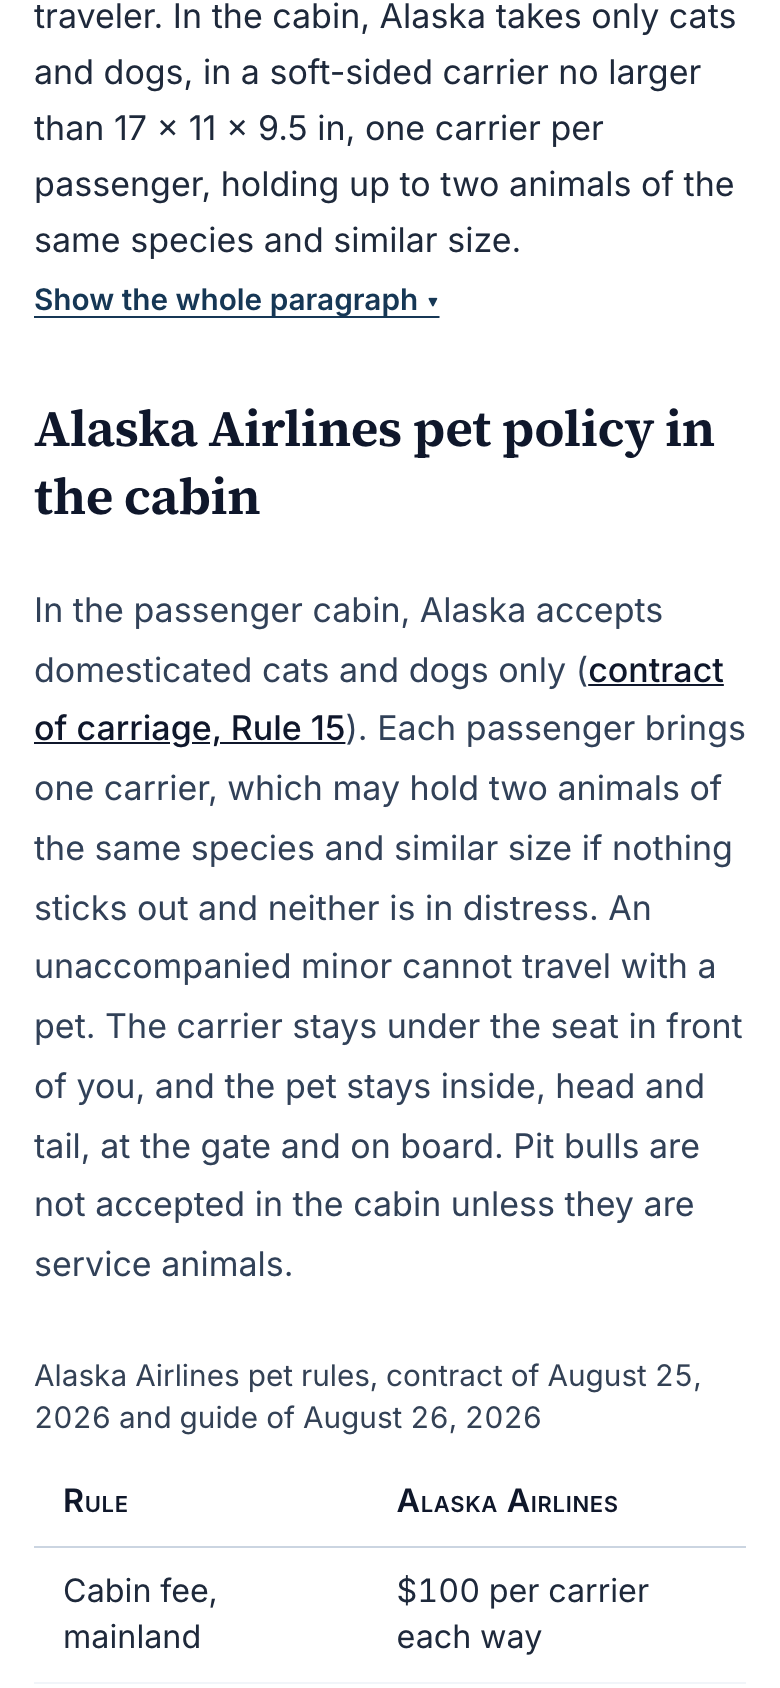 traveler. In the cabin, Alaska takes only cats
and dogs, in a soft-sided carrier no larger
than 17 × 11 × 9.5 in, one carrier per
passenger, holding up to two animals of the
same species and similar size.
Show the whole paragraph ▾
Alaska Airlines pet policy in
the cabin
In the passenger cabin, Alaska accepts
domesticated cats and dogs only (contract
of carriage, Rule 15). Each passenger brings
one carrier, which may hold two animals of
the same species and similar size if nothing
sticks out and neither is in distress. An
unaccompanied minor cannot travel with a
pet. The carrier stays under the seat in front
of you, and the pet stays inside, head and
tail, at the gate and on board. Pit bulls are
not accepted in the cabin unless they are
service animals.
Alaska Airlines pet rules, contract of August 25,
2026 and guide of August 26, 2026
Rule Alaska Airlines
Cabin fee, $100 per carrier
mainland each way